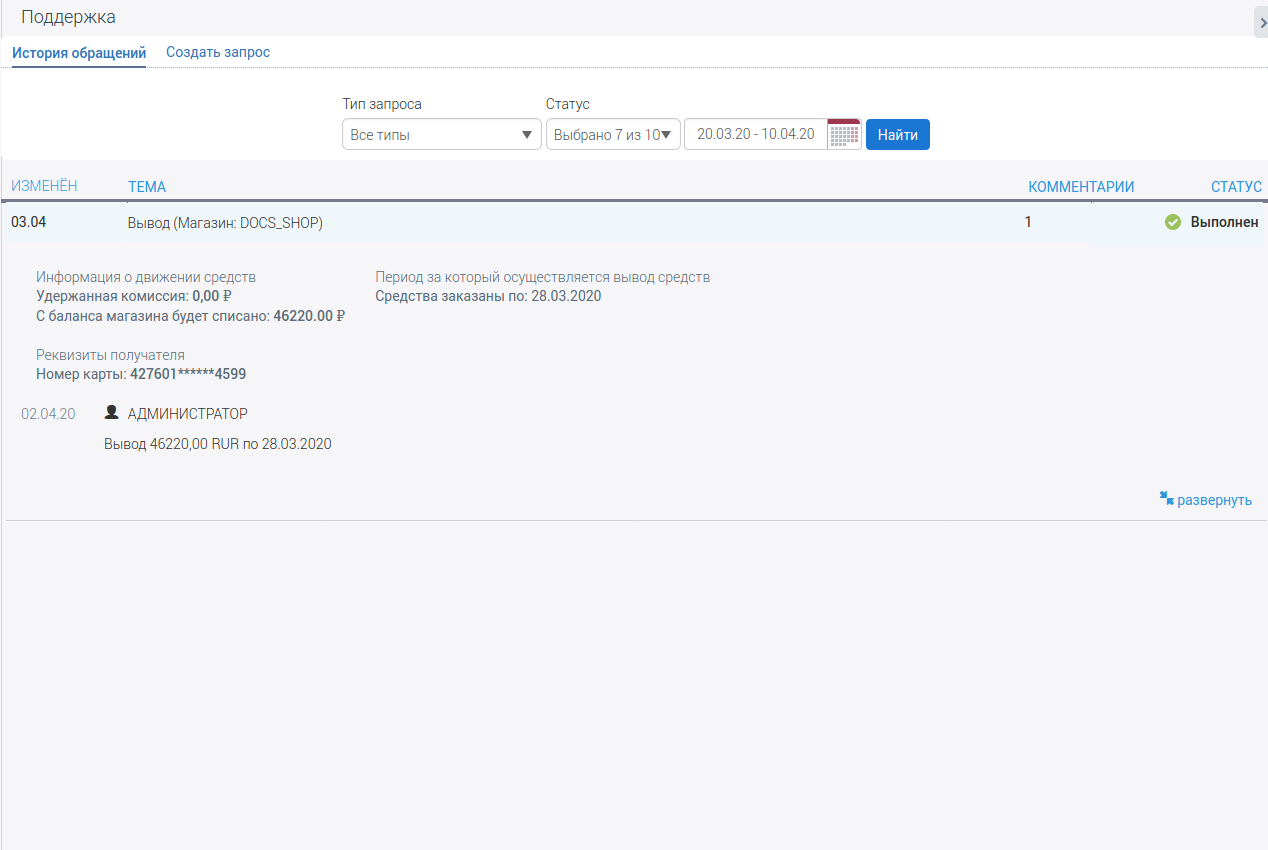 Поддержка
История обращений Создать запрос
Тип запроса Статус
Все типы Выбрано 7 из 10 20.03.20 - 10.04.20 Найти
ИЗМЕНЁН ТЕМА КОММЕНТАРИИ СТАТУС
03.04 Вывод (Магазин: DOCS_SHOP) 1 Выполнен
Информация о движении средств Период за который осуществляется вывод средств
Удержанная комиссия: 0,00 ₽ Средства заказаны по: 28.03.2020
С баланса магазина будет списано: 46220.00 ₽
Реквизиты получателя
Номер карты: 427601******4599
02.04.20 АДМИНИСТРАТОР
Вывод 46220,00 RUR по 28.03.2020
развернуть